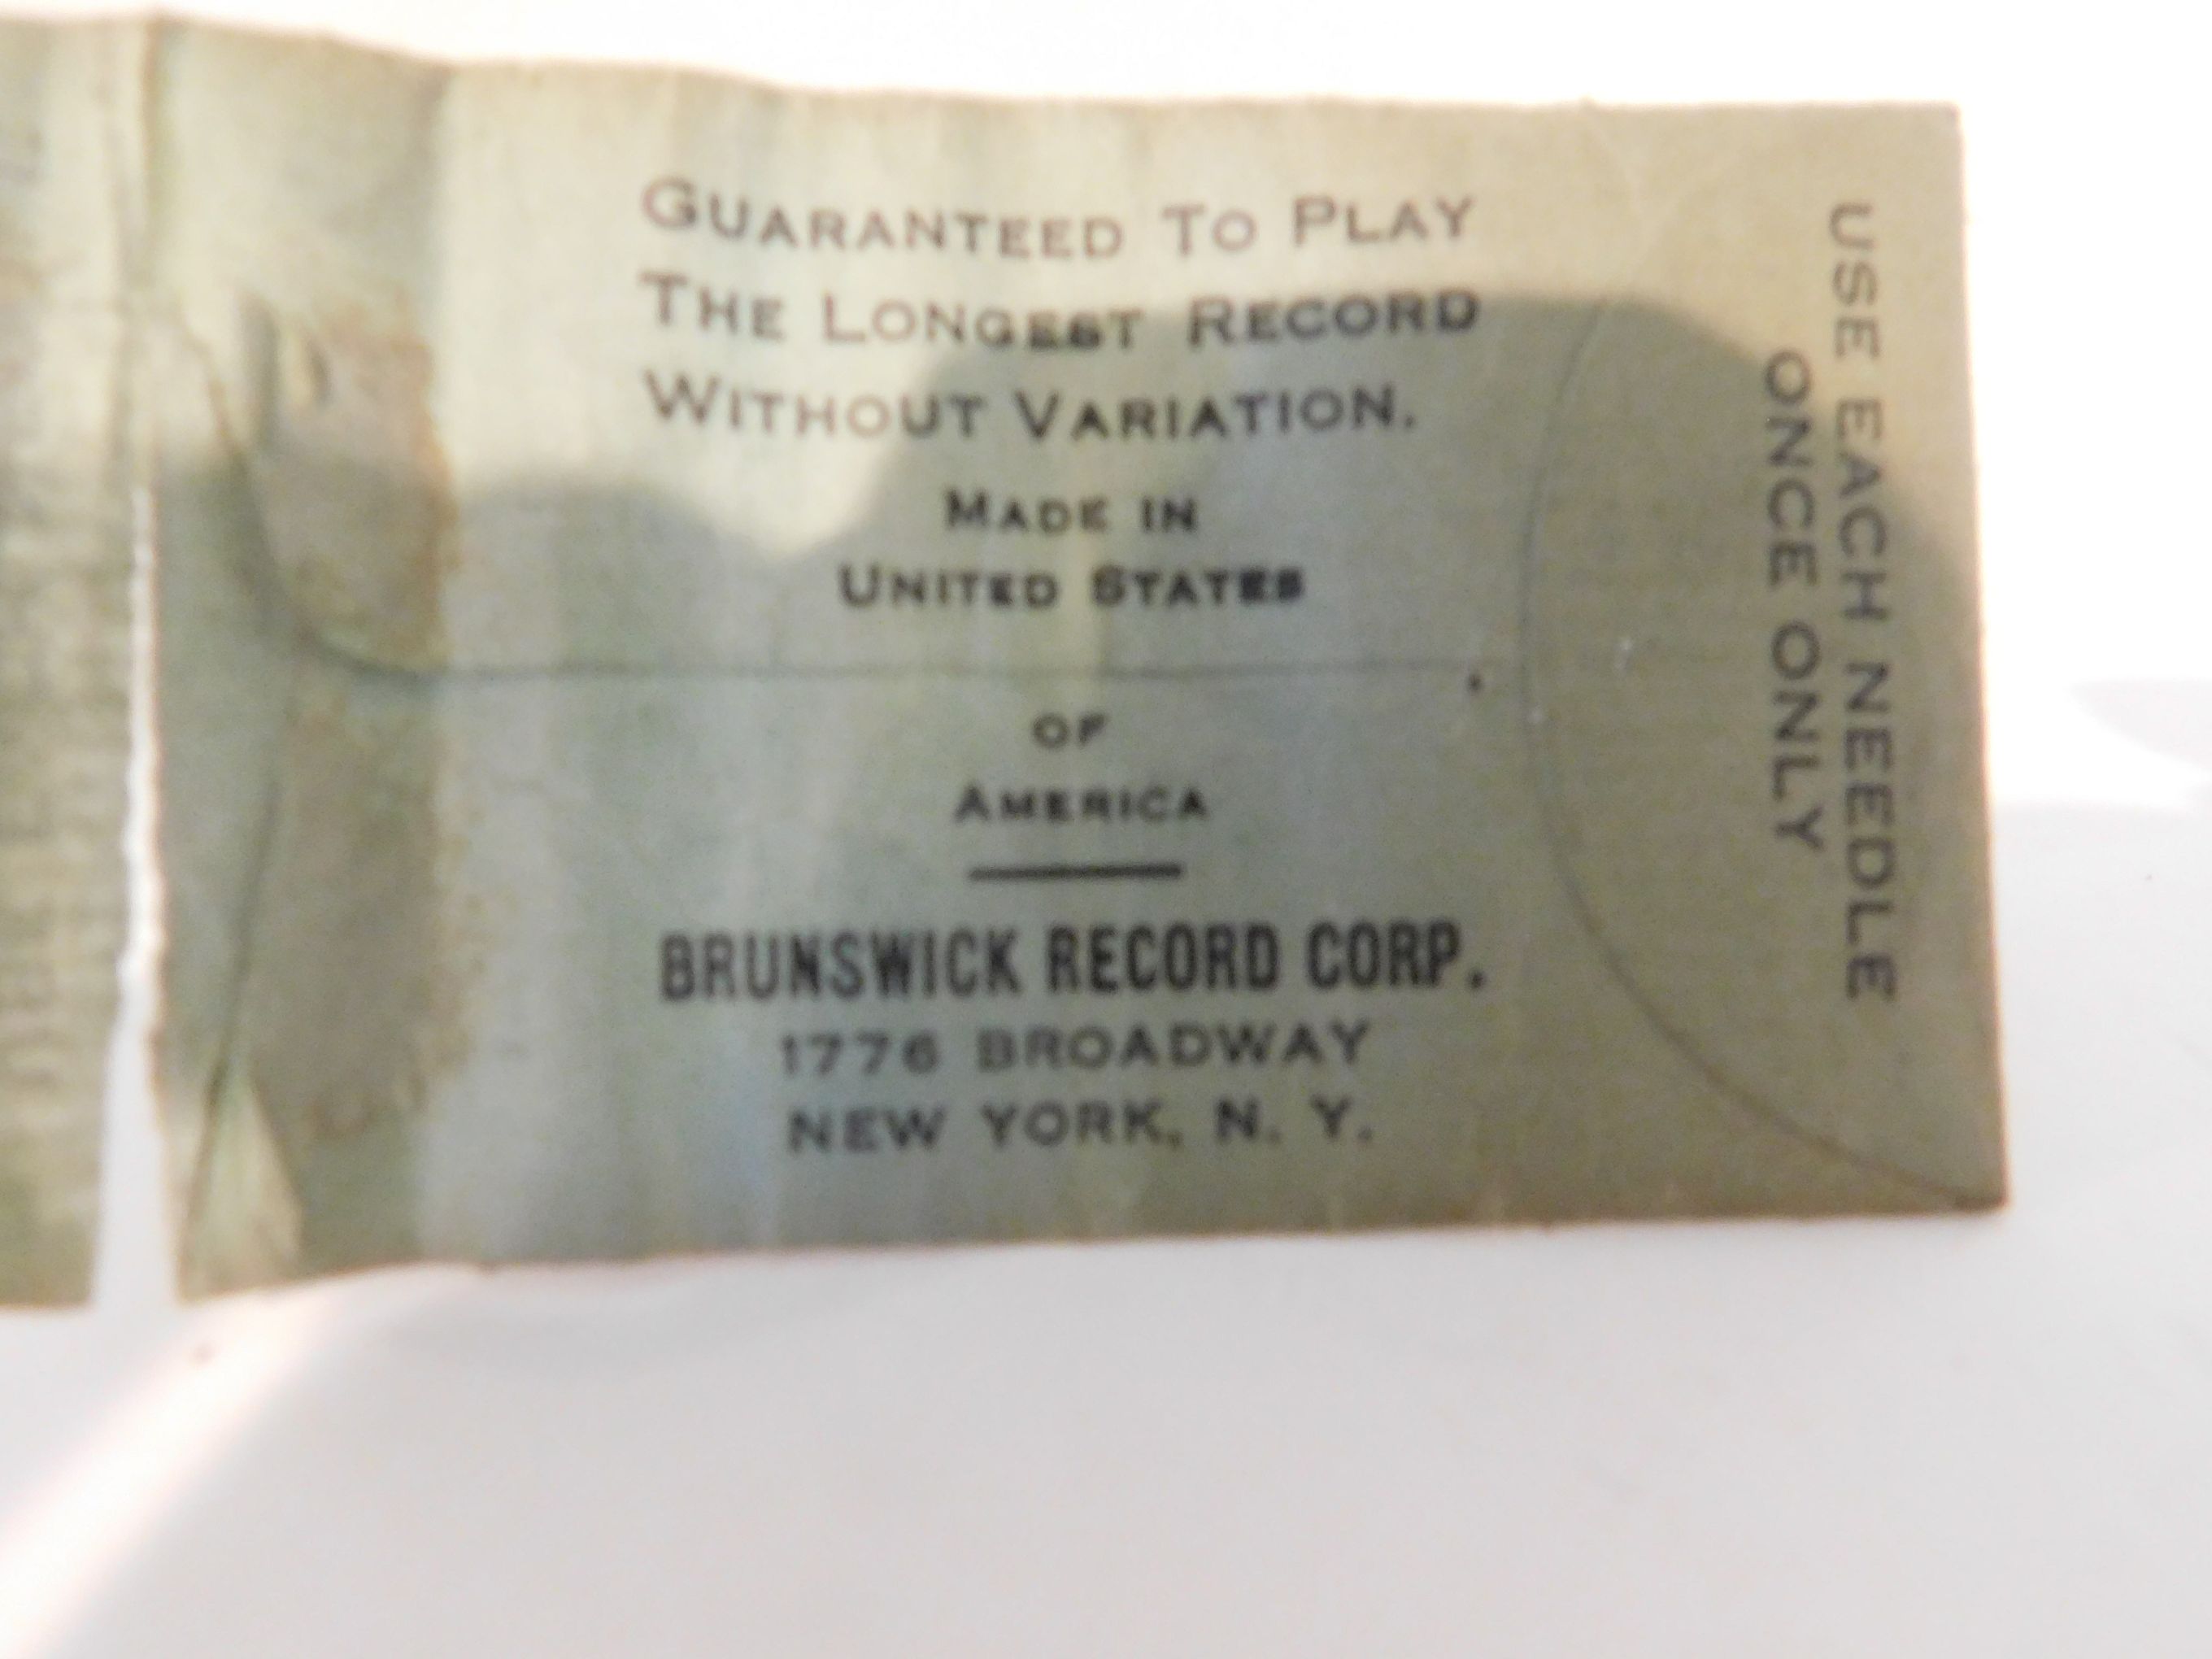 GUARANTEED TO PLAY
THE LONGEST RECORD
WITHOUT VARIATION.
MADE IN
UNITED STATES
OF
AMERICA
BRUNSWICK RECORD CORP.
1776 BROADWAY
NEW YORK, N. Y.
USE EACH NEEDLE
ONCE ONLY